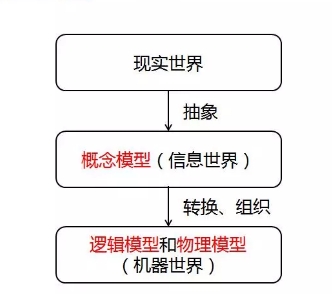 现实世界
抽象
概念模型（信息世界）
转换、组织
逻辑模型和物理模型
（机器世界）